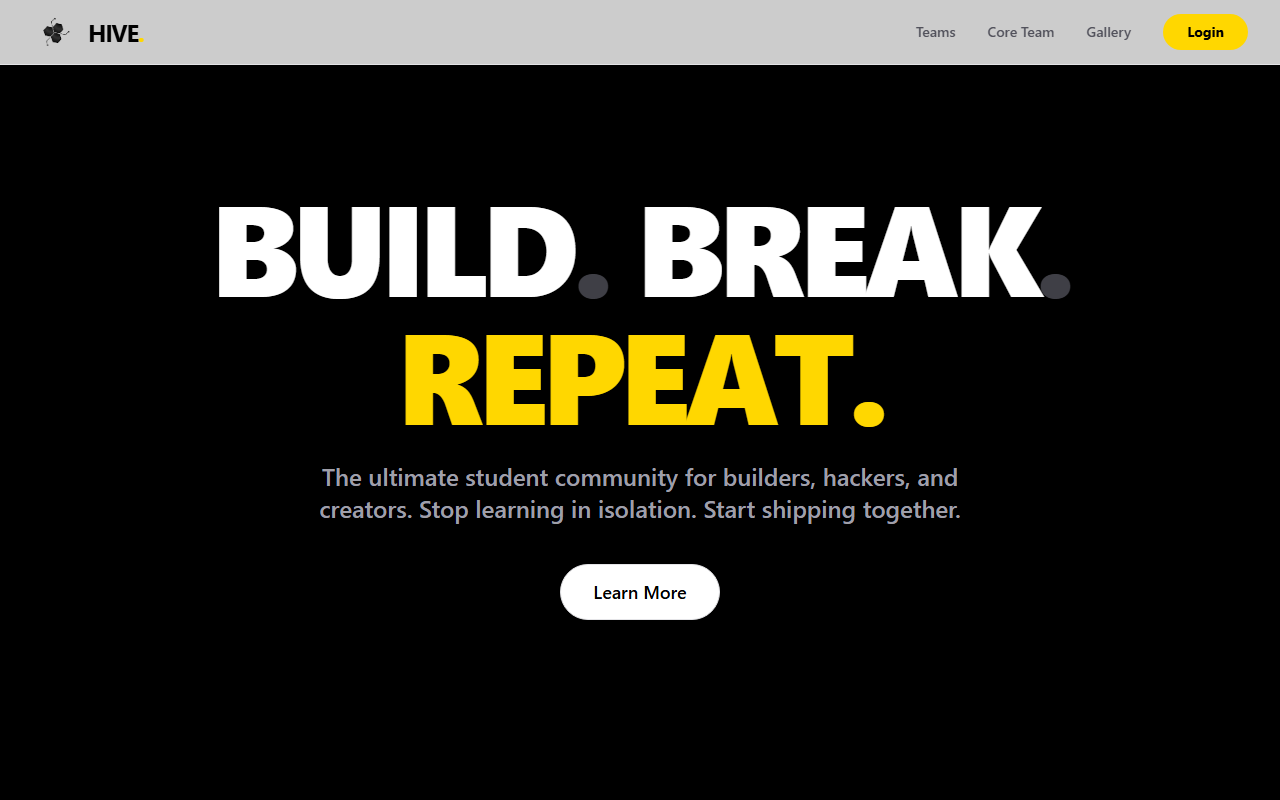 HIVE.
Teams
Core Team
Gallery
Login
BUILD. BREAK.
REPEAT.
The ultimate student community for builders, hackers, and
creators. Stop learning in isolation. Start shipping together.
Learn More